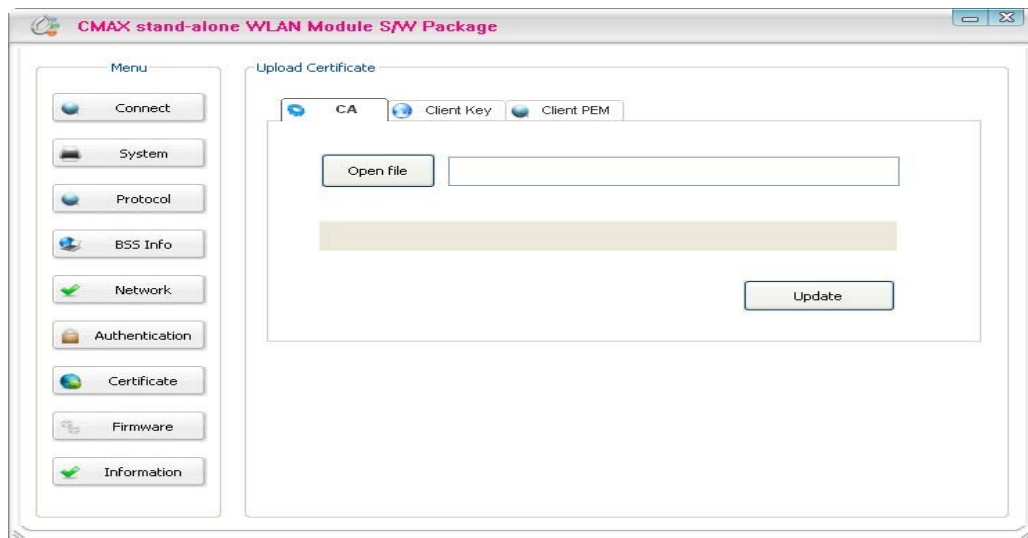 CMAX stand-alone WLAN Module S/W Package
Menu
Connect
System
Protocol
BSS Info
Network
Authentication
Certificate
Firmware
Information
Upload Certificate
CA Client Key Client PEM
Open file
Update